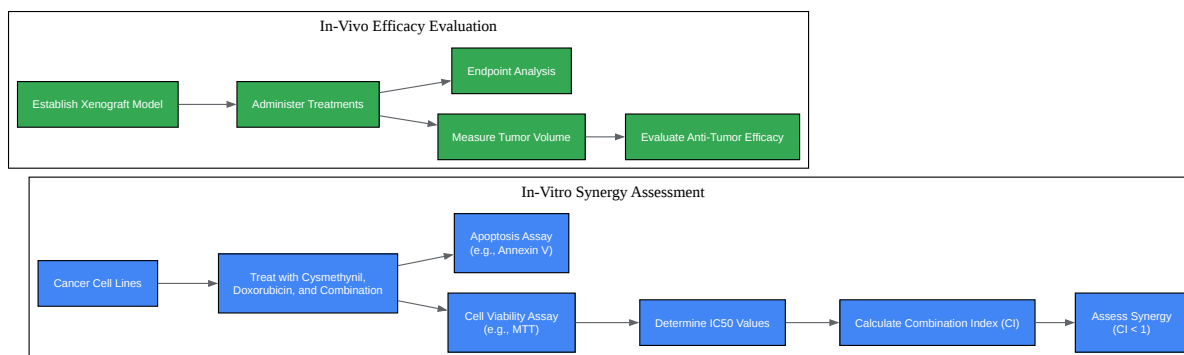 In-Vivo Efficacy Evaluation
Endpoint Analysis
Establish Xenograft Model
Administer Treatments
Measure Tumor Volume
Evaluate Anti-Tumor Efficacy
In-Vitro Synergy Assessment
Apoptosis Assay
(e.g., Annexin V)
Cancer Cell Lines
Treat with Cysmethynil,
Doxorubicin, and Combination
Cell Viability Assay
(e.g., MTT)
Determine IC50 Values
Calculate Combination Index (CI)
Assess Synergy
(CI < 1)